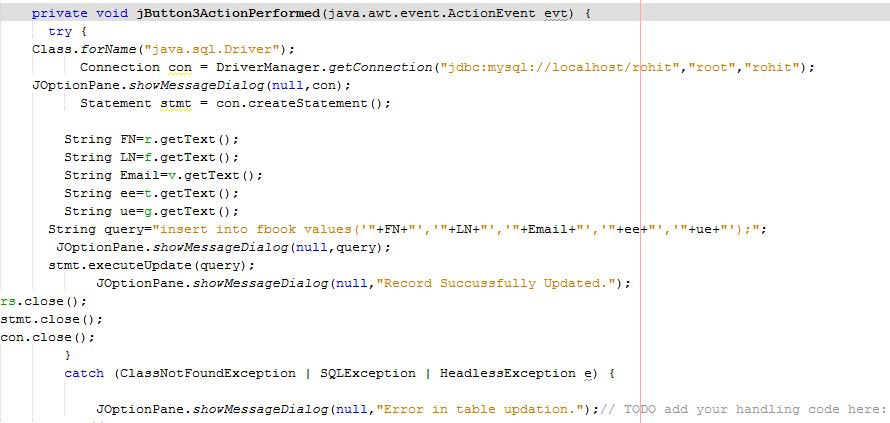 private void jButton3ActionPerformed(java.awt.event.ActionEvent evt) {
try {
Class.forName("java.sql.Driver");
Connection con = DriverManager.getConnection("jdbc:mysql://localhost/rohit","root","rohit");
JOptionPane.showMessageDialog(null,con);
Statement stmt = con.createStatement();
String FN=r.getText();
String LN=f.getText();
String Email=v.getText();
String ee=t.getText();
String ue=g.getText();
String query="insert into fbook values('"+FN+"','"+LN+"','"+Email+"','"+ee+"','"+ue+"');";
JOptionPane.showMessageDialog(null,query);
stmt.executeUpdate(query);
JOptionPane.showMessageDialog(null,"Record Succussfully Updated.");
rs.close();
stmt.close();
con.close();
}
catch (ClassNotFoundException | SQLException | HeadlessException e) {
JOptionPane.showMessageDialog(null,"Error in table updation.");// TODO add your handling code here: